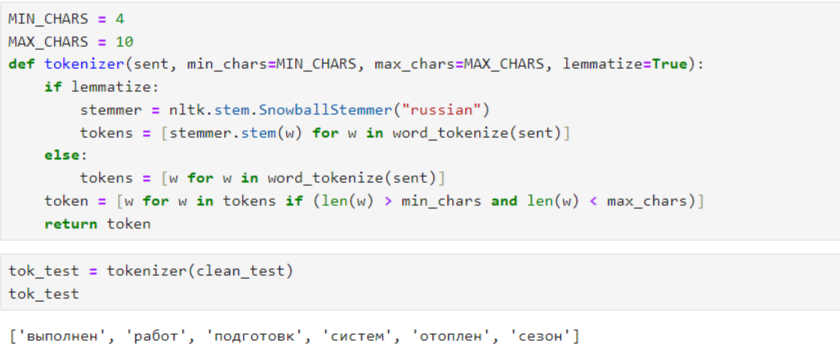 MIN_CHARS = 4
MAX_CHARS = 10
def tokenizer(sent, min_chars=MIN_CHARS, max_chars=MAX_CHARS, lemmatize=True):
    if lemmatize:
        stemmer = nltk.stem.SnowballStemmer("russian")
        tokens = [stemmer.stem(w) for w in word_tokenize(sent)]
    else:
        tokens = [w for w in word_tokenize(sent)]
    token = [w for w in tokens if (len(w) > min_chars and len(w) < max_chars)]
    return token
tok_test = tokenizer(clean_test)
tok_test
['выполнен', 'работ', 'подготовк', 'систем', 'отоплен', 'сезон']